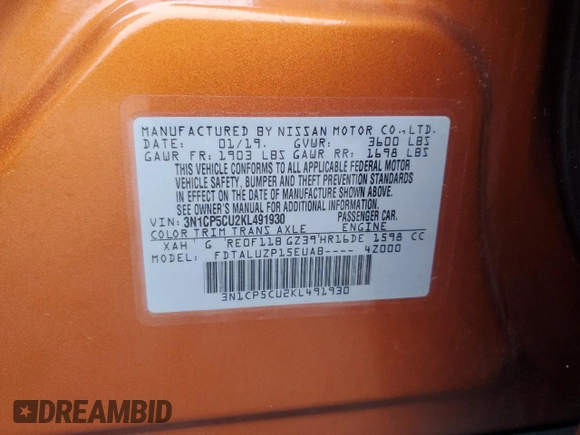 MANUFACTURED BY NISSAN MOTOR CO.,LTD.
DATE: 01/19. GVWR: 3600 LBS
GAWR FR: 1903 LBS GAWR RR: 1698 LBS
THIS VEHICLE CONFORMS TO ALL APPLICABLE FEDERAL MOTOR
VEHICLE SAFETY, BUMPER AND THEFT PREVENTION STANDARDS
IN EFFECT ON THE DATE OF MANUFACTURE SHOWN ABOVE.
SEE OWNER'S MANUAL FOR ADDITIONAL INFORMATION.
VIN: 3N1CP5CU2KL491930 PASSENGER CAR.
COLOR TRIM TRANS AXLE ENGINE
XAH G RE0F11B GZ39 HR16DE 1598 CC
MODEL: FDTALUZP15EUAB---- 4Z000
3N1CP5CU2KL491930
DREAMBID